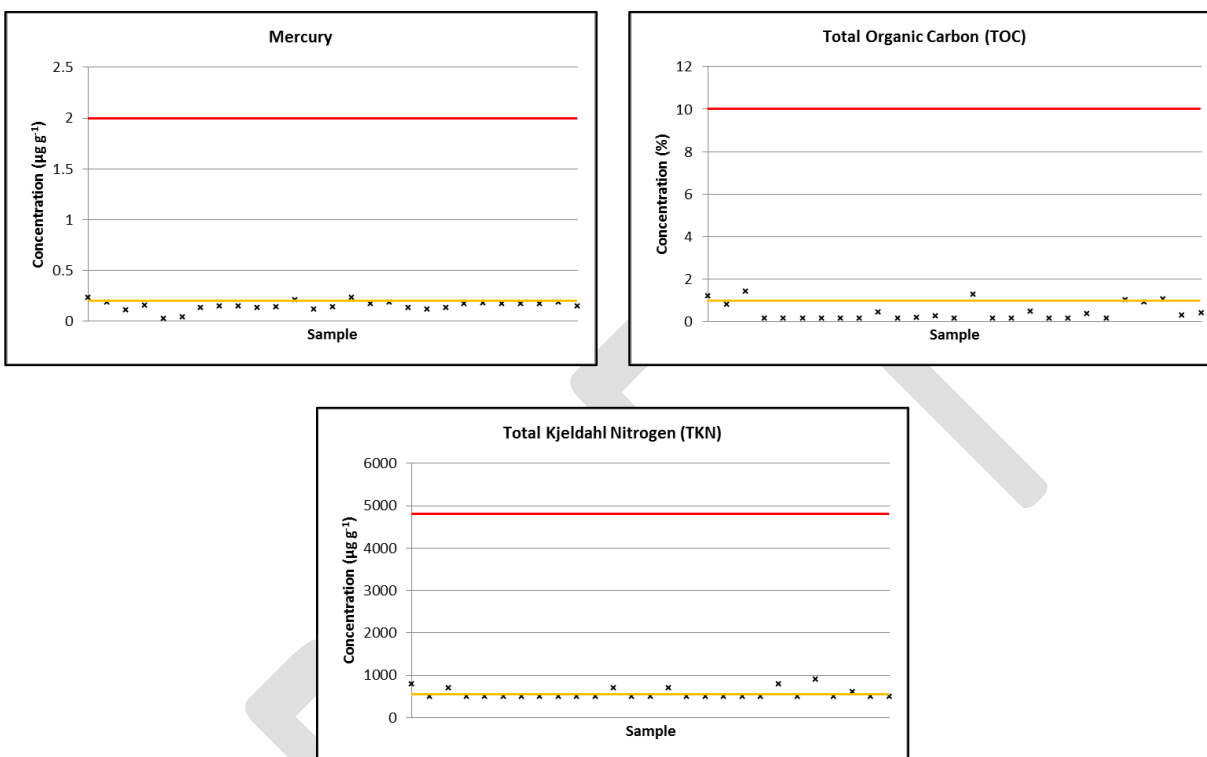 Mercury
2.5
2
1.5
1
0.5
0
Concentration (µg g-1)
Sample
Total Organic Carbon (TOC)
12
10
8
6
4
2
0
Concentration (%)
Sample
Total Kjeldahl Nitrogen (TKN)
6000
5000
4000
3000
2000
1000
0
Concentration (µg g-1)
Sample